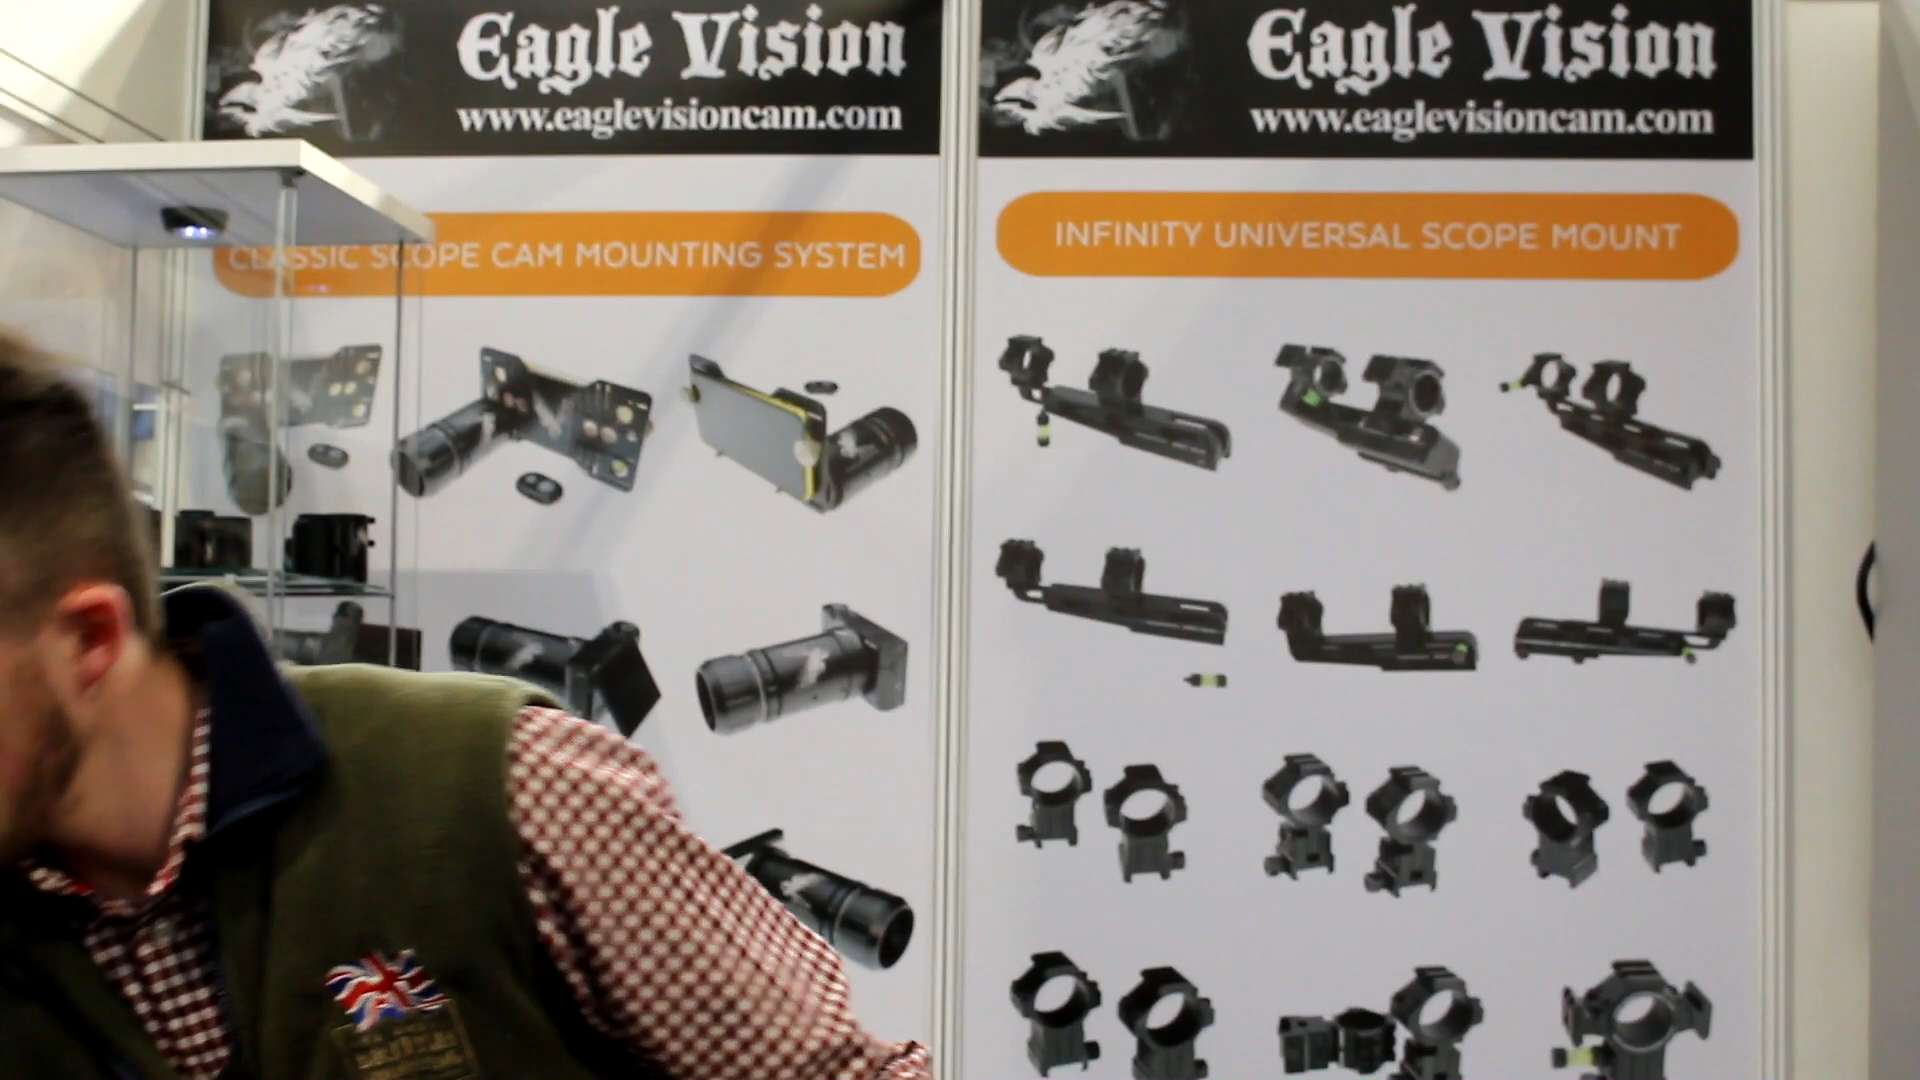 Eagle Vision
www.eaglevisioncam.com
CLASSIC SCOPE CAM MOUNTING SYSTEM
Eagle Vision
www.eaglevisioncam.com
INFINITY UNIVERSAL SCOPE MOUNT